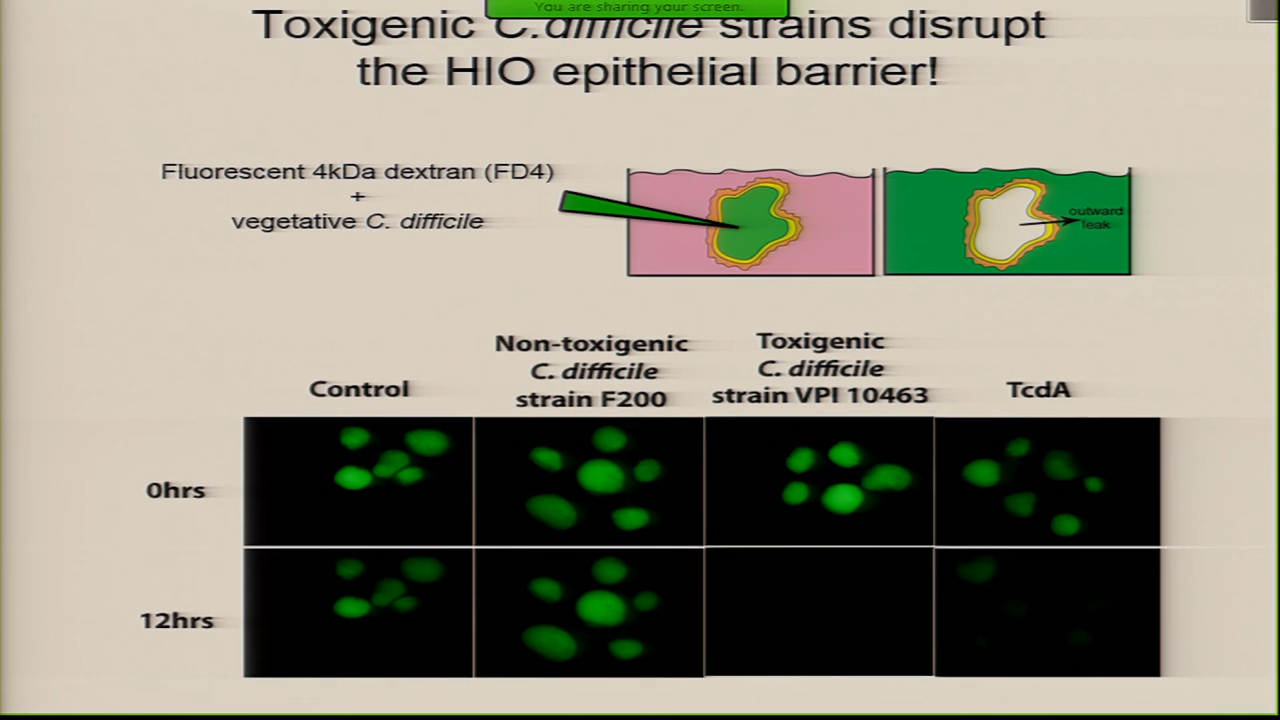 You are sharing your screen.
Toxigenic C.difficile strains disrupt
the HIO epithelial barrier!
Fluorescent 4kDa dextran (FD4)
+
vegetative C. difficile
outward
leak
Non-toxigenic
C. difficile
strain F200
Toxigenic
C. difficile
strain VPI 10463
Control
TcdA
0hrs
12hrs